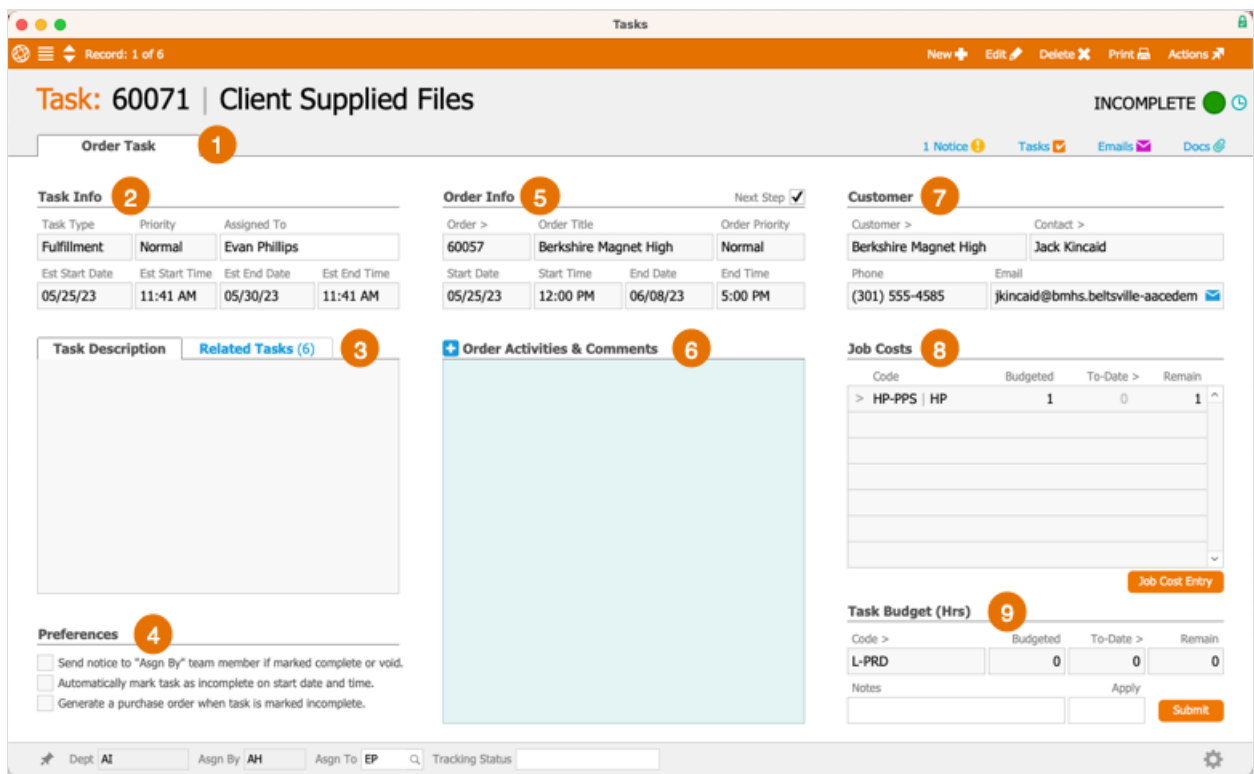 Tasks
Record: 1 of 6
New Edit Delete Print Actions
Task: 60071 | Client Supplied Files
INCOMPLETE
Order Task 1
1 Notice Tasks Emails Docs
Task Info 2
Task Type Priority Assigned To
Fulfillment Normal Evan Phillips
Est Start Date Est Start Time Est End Date Est End Time
05/25/23 11:41 AM 05/30/23 11:41 AM
Order Info 5 Next Step
Order > Order Title Order Priority
60057 Berkshire Magnet High Normal
Start Date Start Time End Date End Time
05/25/23 12:00 PM 06/08/23 5:00 PM
Customer 7
Customer > Contact >
Berkshire Magnet High Jack Kincaid
Phone Email
(301) 555-4585 jkincaid@bmhs.beltsville-aacedem
Task Description Related Tasks (6) 3
Order Activities & Comments 6
Job Costs 8
Code Budgeted To-Date > Remain
> HP-PPS | HP 1 0 1
Job Cost Entry
Preferences 4
Send notice to "Asgn By" team member if marked complete or void.
Automatically mark task as incomplete on start date and time.
Generate a purchase order when task is marked incomplete.
Task Budget (Hrs) 9
Code > Budgeted To-Date > Remain
L-PRD 0 0 0
Notes Apply
Submit
Dept AI Asgn By AH Asgn To EP Tracking Status